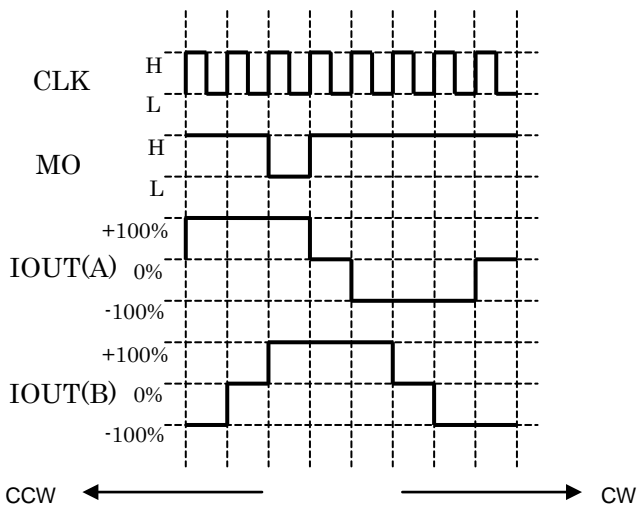 CLK
H
L
MO
H
L
IOUT(A)
+100%
0%
-100%
IOUT(B)
+100%
0%
-100%
CCW
CW